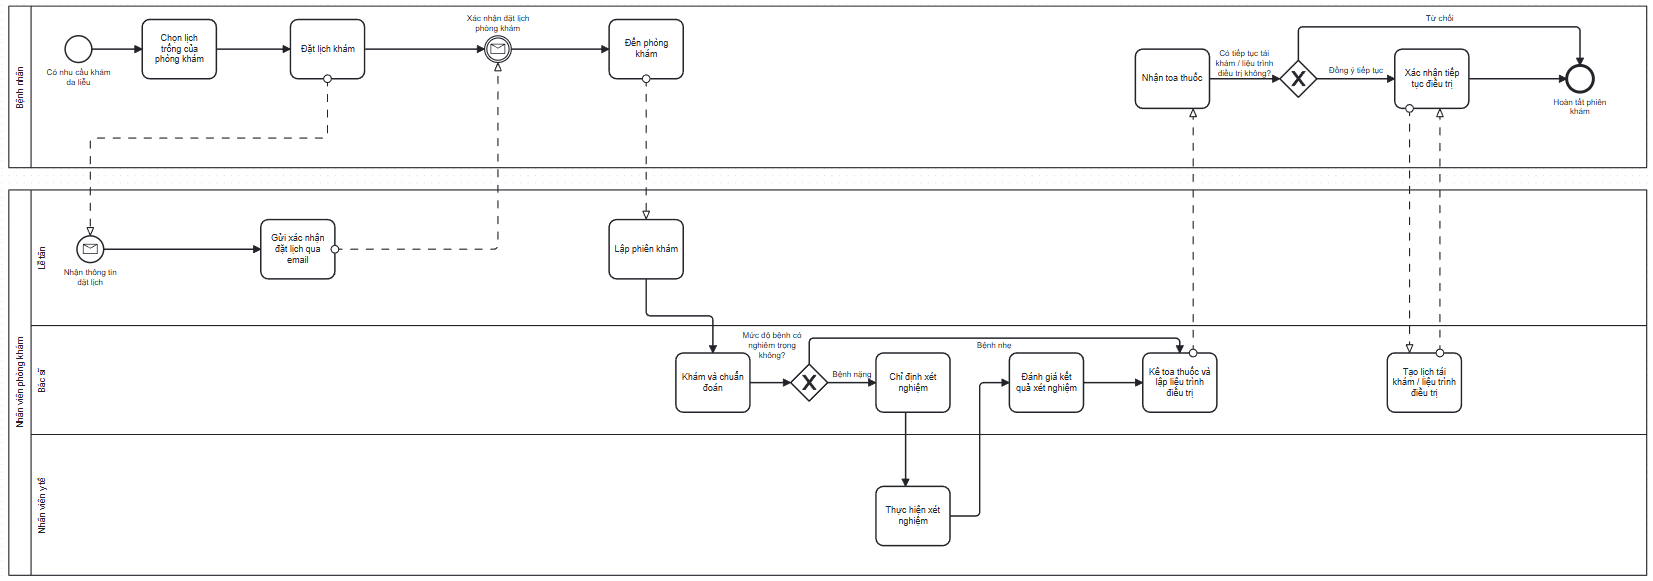 Bệnh nhân
Có nhu cầu khám
da liễu
Chọn lịch
trống của
phòng khám
Đặt lịch khám
Xác nhận đặt lịch
phòng khám
Đến phòng
khám
Nhận toa thuốc
Có tiếp tục tái
khám / liệu trình
điều trị không?
Từ chối
Đồng ý tiếp tục
Xác nhận tiếp
tục điều trị
Hoàn tất phiên
khám
Nhân viên phòng khám
Lễ tân
Nhận thông tin
đặt lịch
Gửi xác nhận
đặt lịch qua
email
Lập phiên khám
Bác sĩ
Khám và chuẩn
đoán
Mức độ bệnh có
nghiêm trọng
không?
Bệnh nhẹ
Bệnh nặng
Chỉ định xét
nghiệm
Đánh giá kết
quả xét nghiệm
Kê toa thuốc và
lập liệu trình
điều trị
Tạo lịch tái
khám / liệu trình
điều trị
Nhân viên y tế
Thực hiện xét
nghiệm